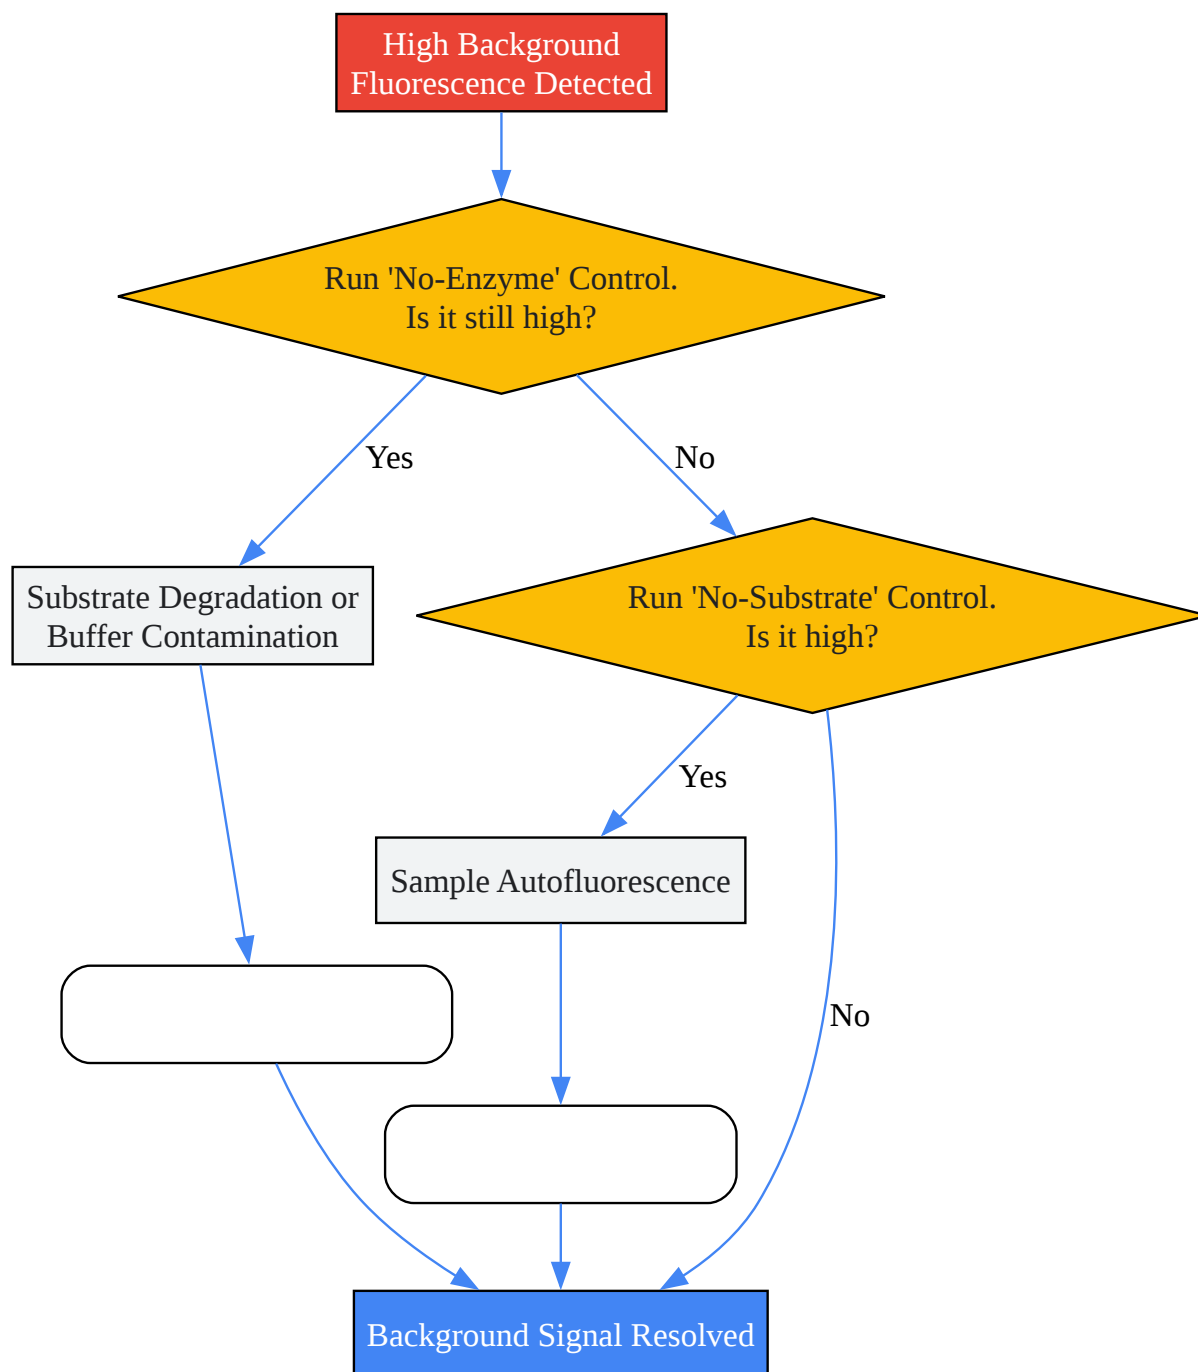 High Background
Fluorescence Detected
Run 'No-Enzyme' Control.
Is it still high?
Yes
No
Substrate Degradation or
Buffer Contamination
Run 'No-Substrate' Control.
Is it high?
Yes
Sample Autofluorescence
No
Background Signal Resolved